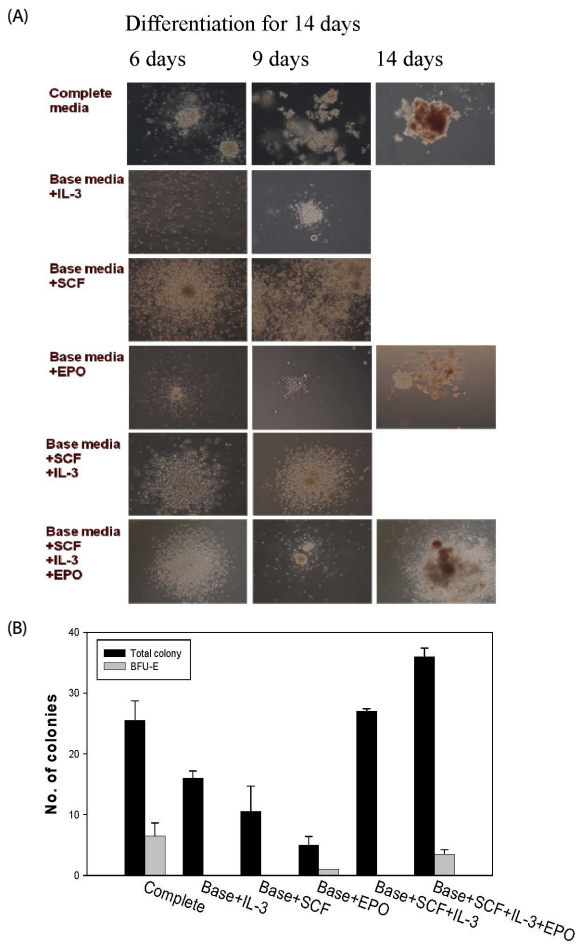 (A)
Differentiation for 14 days
6 days 9 days 14 days
Complete
media
Base media
+IL-3
Base media
+SCF
Base media
+EPO
Base media
+SCF
+IL-3
Base media
+SCF
+IL-3
+EPO
(B)
No. of colonies
40
30
20
10
0
Total colony
BFU-E
Complete
Base+IL-3
Base+SCF
Base+EPO
Base+SCF+IL-3
Base+SCF+IL-3+EPO